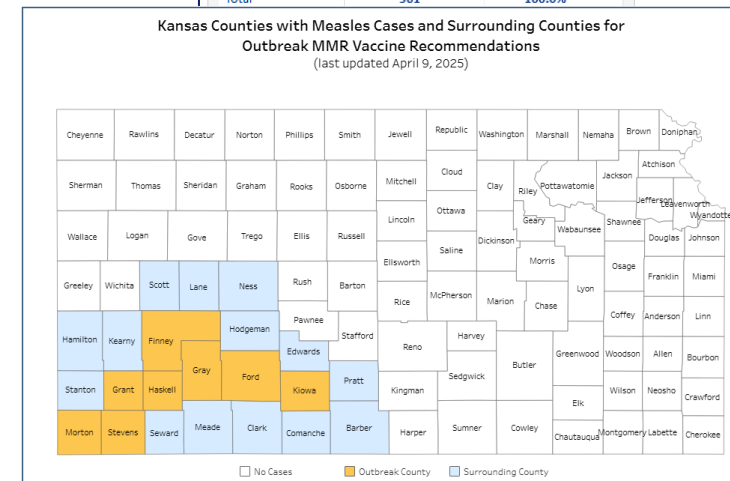 Total 581 100.0%
Kansas Counties with Measles Cases and Surrounding Counties for
Outbreak MMR Vaccine Recommendations
(last updated April 9, 2025)
Cheyenne Rawlins Decatur Norton Phillips Smith Jewell Republic Washington Marshall Nemaha Brown Doniphan
Atchison
Sherman Thomas Sheridan Graham Rooks Osborne Mitchell Cloud Clay Riley Pottawatomie Jackson Jefferson Leavenworth
Wyandotte
Lincoln Ottawa Geary Wabaunsee Shawnee
Wallace Logan Gove Trego Ellis Russell Dickinson Douglas Johnson
Ellsworth Saline Morris Osage
Greeley Wichita Scott Lane Ness Rush Barton Franklin Miami
Rice McPherson Marion Chase Lyon
Pawnee Coffey Anderson Linn
Hamilton Kearny Finney Hodgeman Stafford Reno Harvey
Edwards Greenwood Woodson Allen Bourbon
Gray Butler
Stanton Grant Haskell Ford Kiowa Pratt Kingman Sedgwick Wilson Neosho Crawford
Elk
Morton Stevens Seward Meade Clark Comanche Barber Harper Sumner Cowley Chautauqua Montgomery Labette Cherokee
No Cases Outbreak County Surrounding County